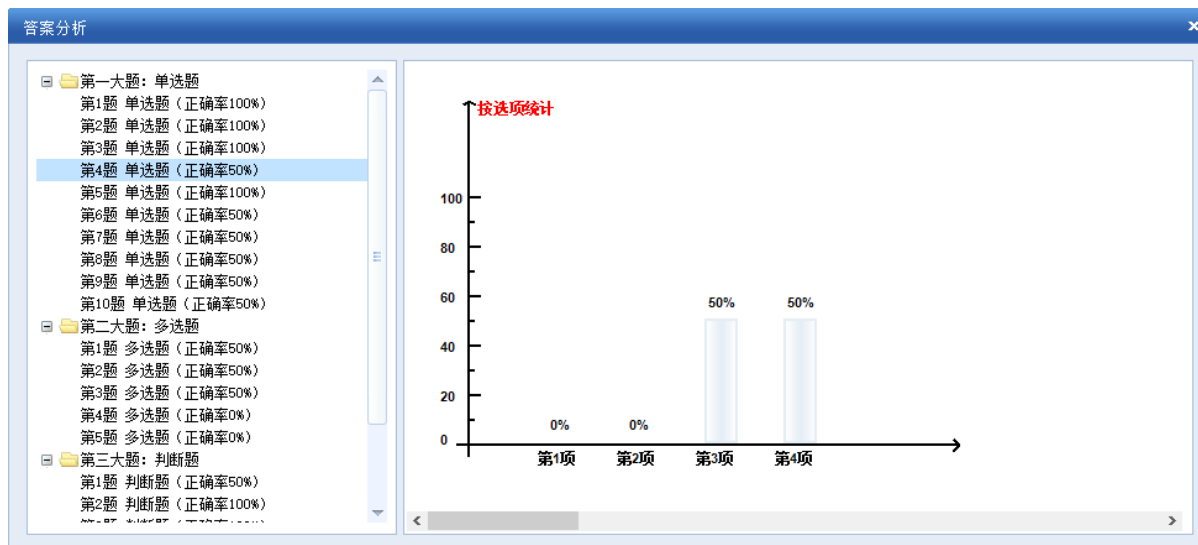 答案分析
第一大题: 单选题
第1题 单选题 (正确率100%)
第2题 单选题 (正确率100%)
第3题 单选题 (正确率100%)
第4题 单选题 (正确率50%)
第5题 单选题 (正确率100%)
第6题 单选题 (正确率50%)
第7题 单选题 (正确率50%)
第8题 单选题 (正确率50%)
第9题 单选题 (正确率50%)
第10题 单选题 (正确率50%)
第二大题: 多选题
第1题 多选题 (正确率50%)
第2题 多选题 (正确率50%)
第3题 多选题 (正确率50%)
第4题 多选题 (正确率0%)
第5题 多选题 (正确率0%)
第三大题: 判断题
第1题 判断题 (正确率50%)
第2题 判断题 (正确率100%)
按选项统计
100
80
60
40
20
0
0% 0% 50% 50%
第1项 第2项 第3项 第4项